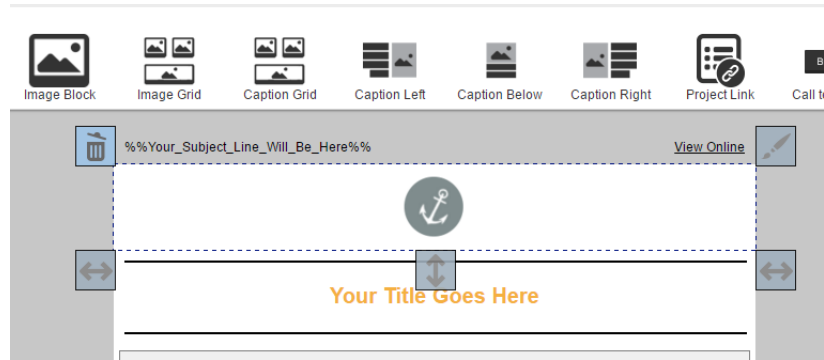 Image Block
Image Grid
Caption Grid
Caption Left
Caption Below
Caption Right
Project Link
B
Call t
%%Your_Subject_Line_Will_Be_Here%%
View Online
Your Title Goes Here